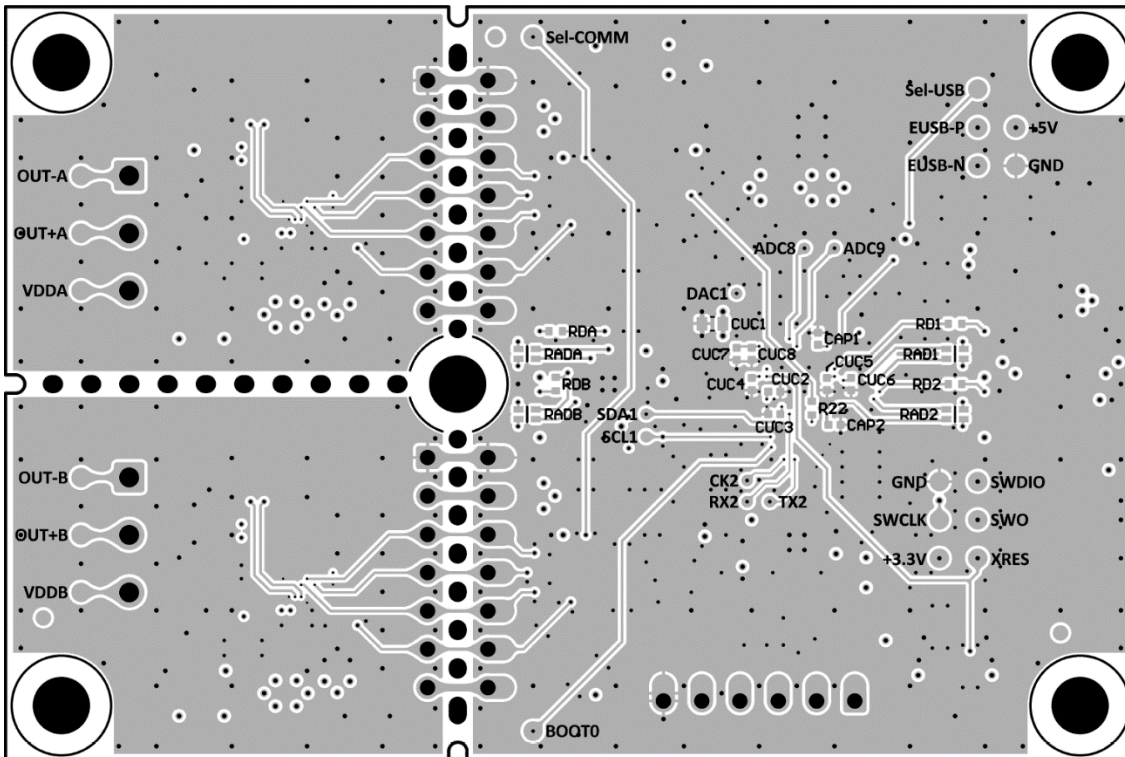 Sel-COMM
Sel-USB
EUSB-P
+5V
EUSB-N
GND
OUT-A
OUT+A
VDDA
ADC8
ADC9
DAC1
CUC1
CAP1
RD1
RDA
RADA
CUC7
CUC8
CUC5
RAD1
RDB
CUC4
CUC2
CUC6
RD2
RADB
SDA1
CUC3
R22
CAP2
RAD2
SCL1
OUT-B
OUT+B
VDDB
CK2
RX2
TX2
GND
SWDIO
SWCLK
SWO
+3.3V
XRES
BOOT0